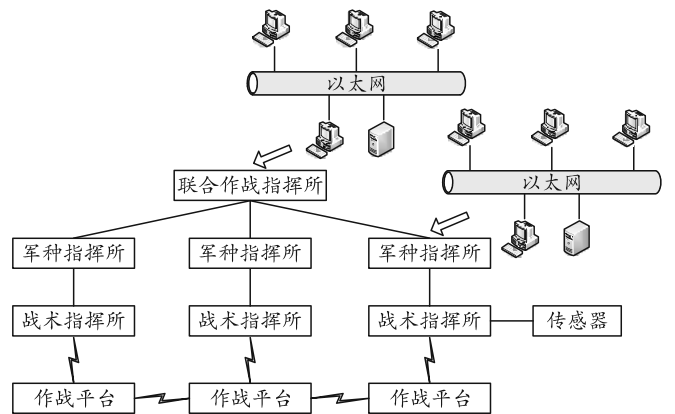 以太网
以太网
联合作战指挥所
军种指挥所
军种指挥所
军种指挥所
战术指挥所
战术指挥所
战术指挥所
传感器
作战平台
作战平台
作战平台